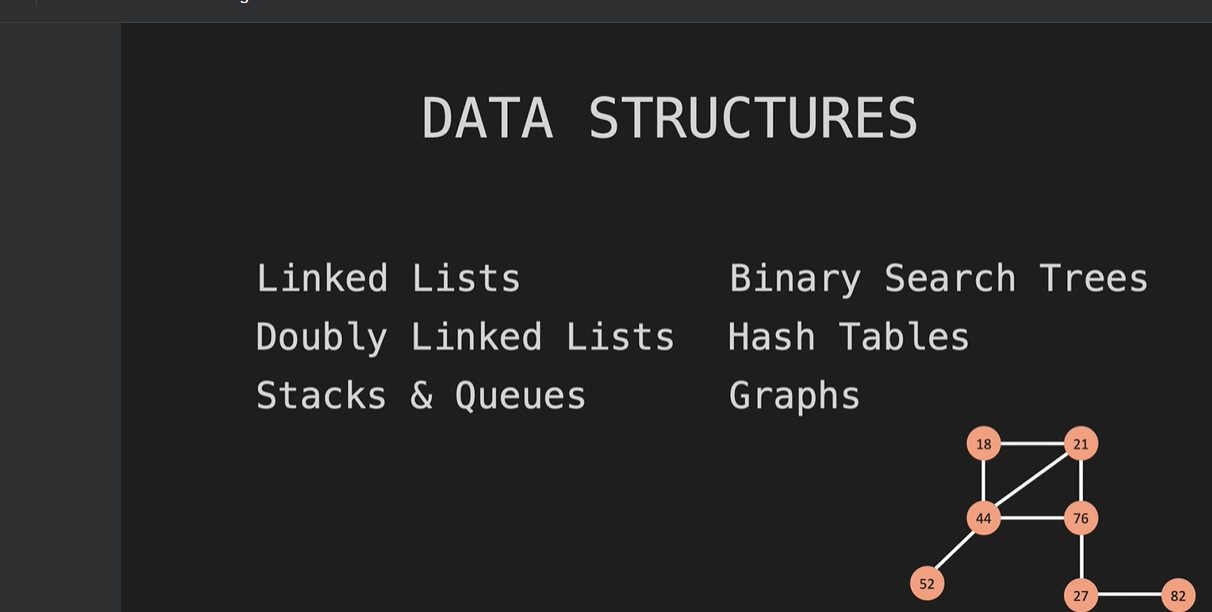 DATA STRUCTURES
Linked Lists
Doubly Linked Lists
Stacks & Queues
Binary Search Trees
Hash Tables
Graphs
18 21
44 76
52
27 82